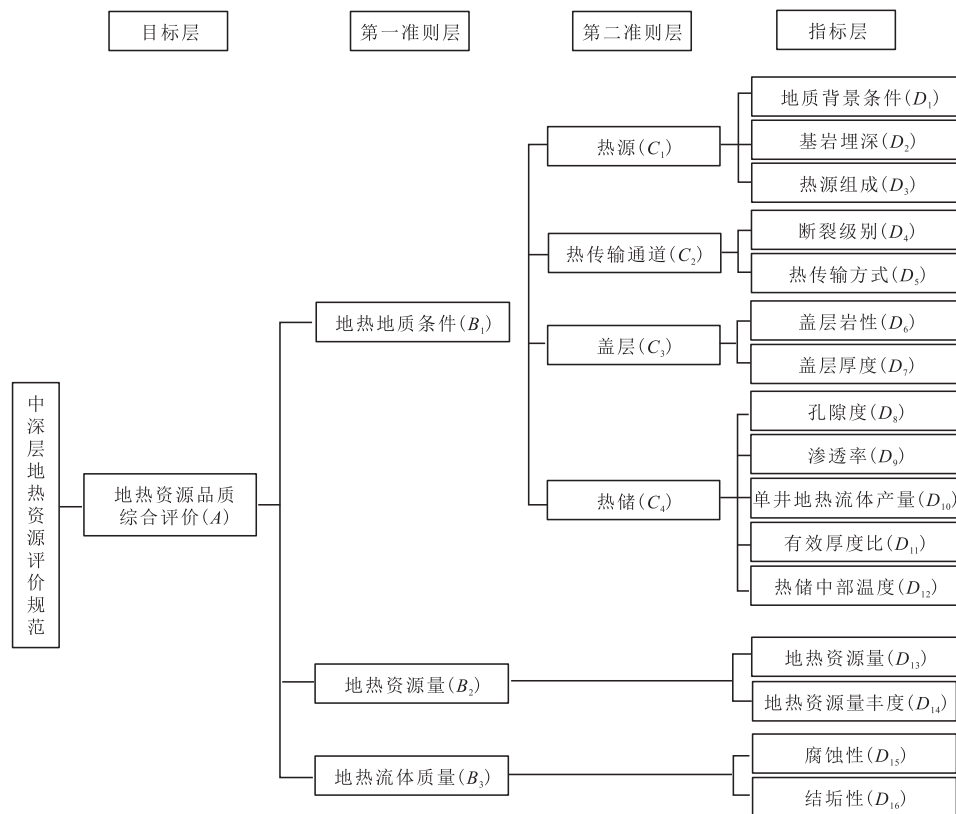 目标层
第一准则层
第二准则层
指标层
中深层地热资源评价规范
地热资源品质
综合评价(A)
地热地质条件(B₁)
地热资源量(B₂)
地热流体质量(B₃)
热源(C₁)
热传输通道(C₂)
盖层(C₃)
热储(C₄)
地质背景条件(D₁)
基岩埋深(D₂)
热源组成(D₃)
断裂级别(D₄)
热传输方式(D₅)
盖层岩性(D₆)
盖层厚度(D₇)
孔隙度(D₈)
渗透率(D₉)
单井地热流体产量(D₁₀)
有效厚度比(D₁₁)
热储中部温度(D₁₂)
地热资源量(D₁₃)
地热资源量丰度(D₁₄)
腐蚀性(D₁₅)
结垢性(D₁₆)